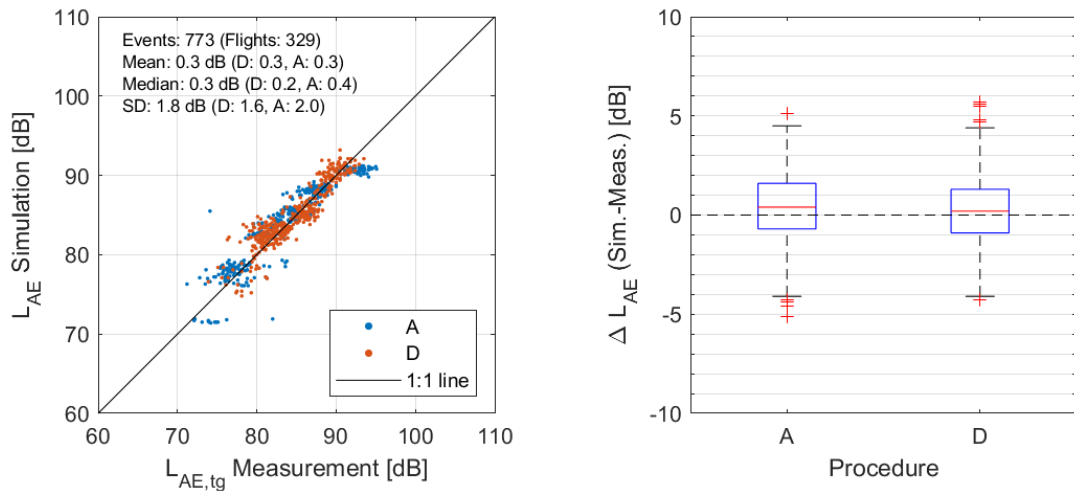 110
100
90
80
70
60
60
70
80
90
100
110
L_AE Simulation [dB]
L_AE,tg Measurement [dB]
Events: 773 (Flights: 329)
Mean: 0.3 dB (D: 0.3, A: 0.3)
Median: 0.3 dB (D: 0.2, A: 0.4)
SD: 1.8 dB (D: 1.6, A: 2.0)
A
D
1:1 line
10
5
0
-5
-10
Δ L_AE (Sim.-Meas.) [dB]
A
D
Procedure